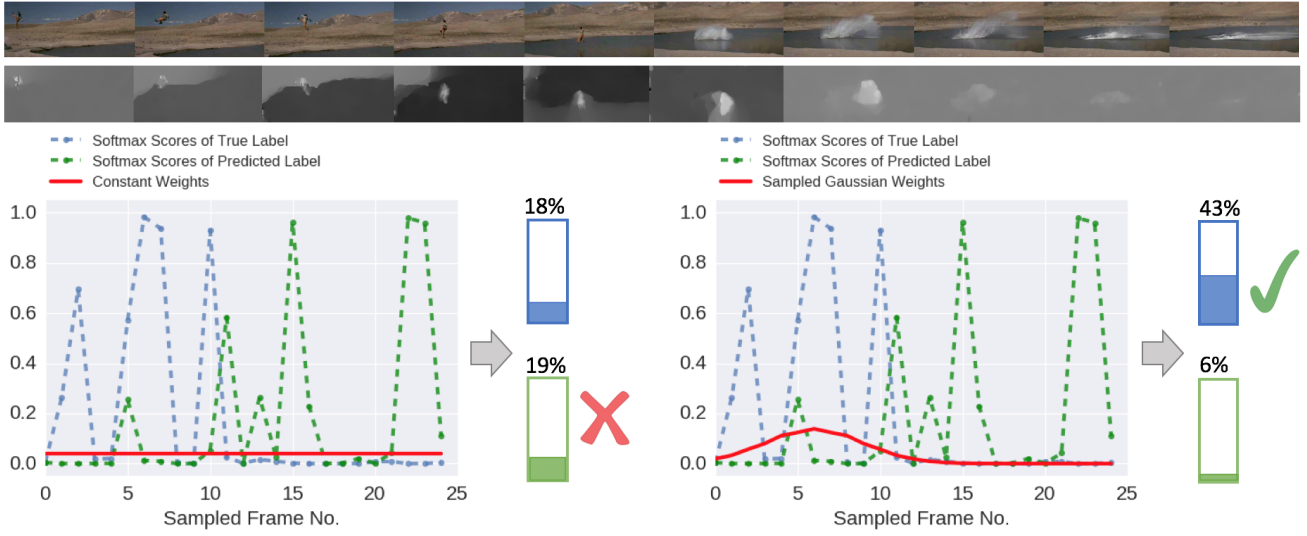 Softmax Scores of True Label
Softmax Scores of Predicted Label
Constant Weights
1.0
0.8
0.6
0.4
0.2
0.0
0 5 10 15 20 25
Sampled Frame No.
18%
19%
Softmax Scores of True Label
Softmax Scores of Predicted Label
Sampled Gaussian Weights
1.0
0.8
0.6
0.4
0.2
0.0
0 5 10 15 20 25
Sampled Frame No.
43%
6%